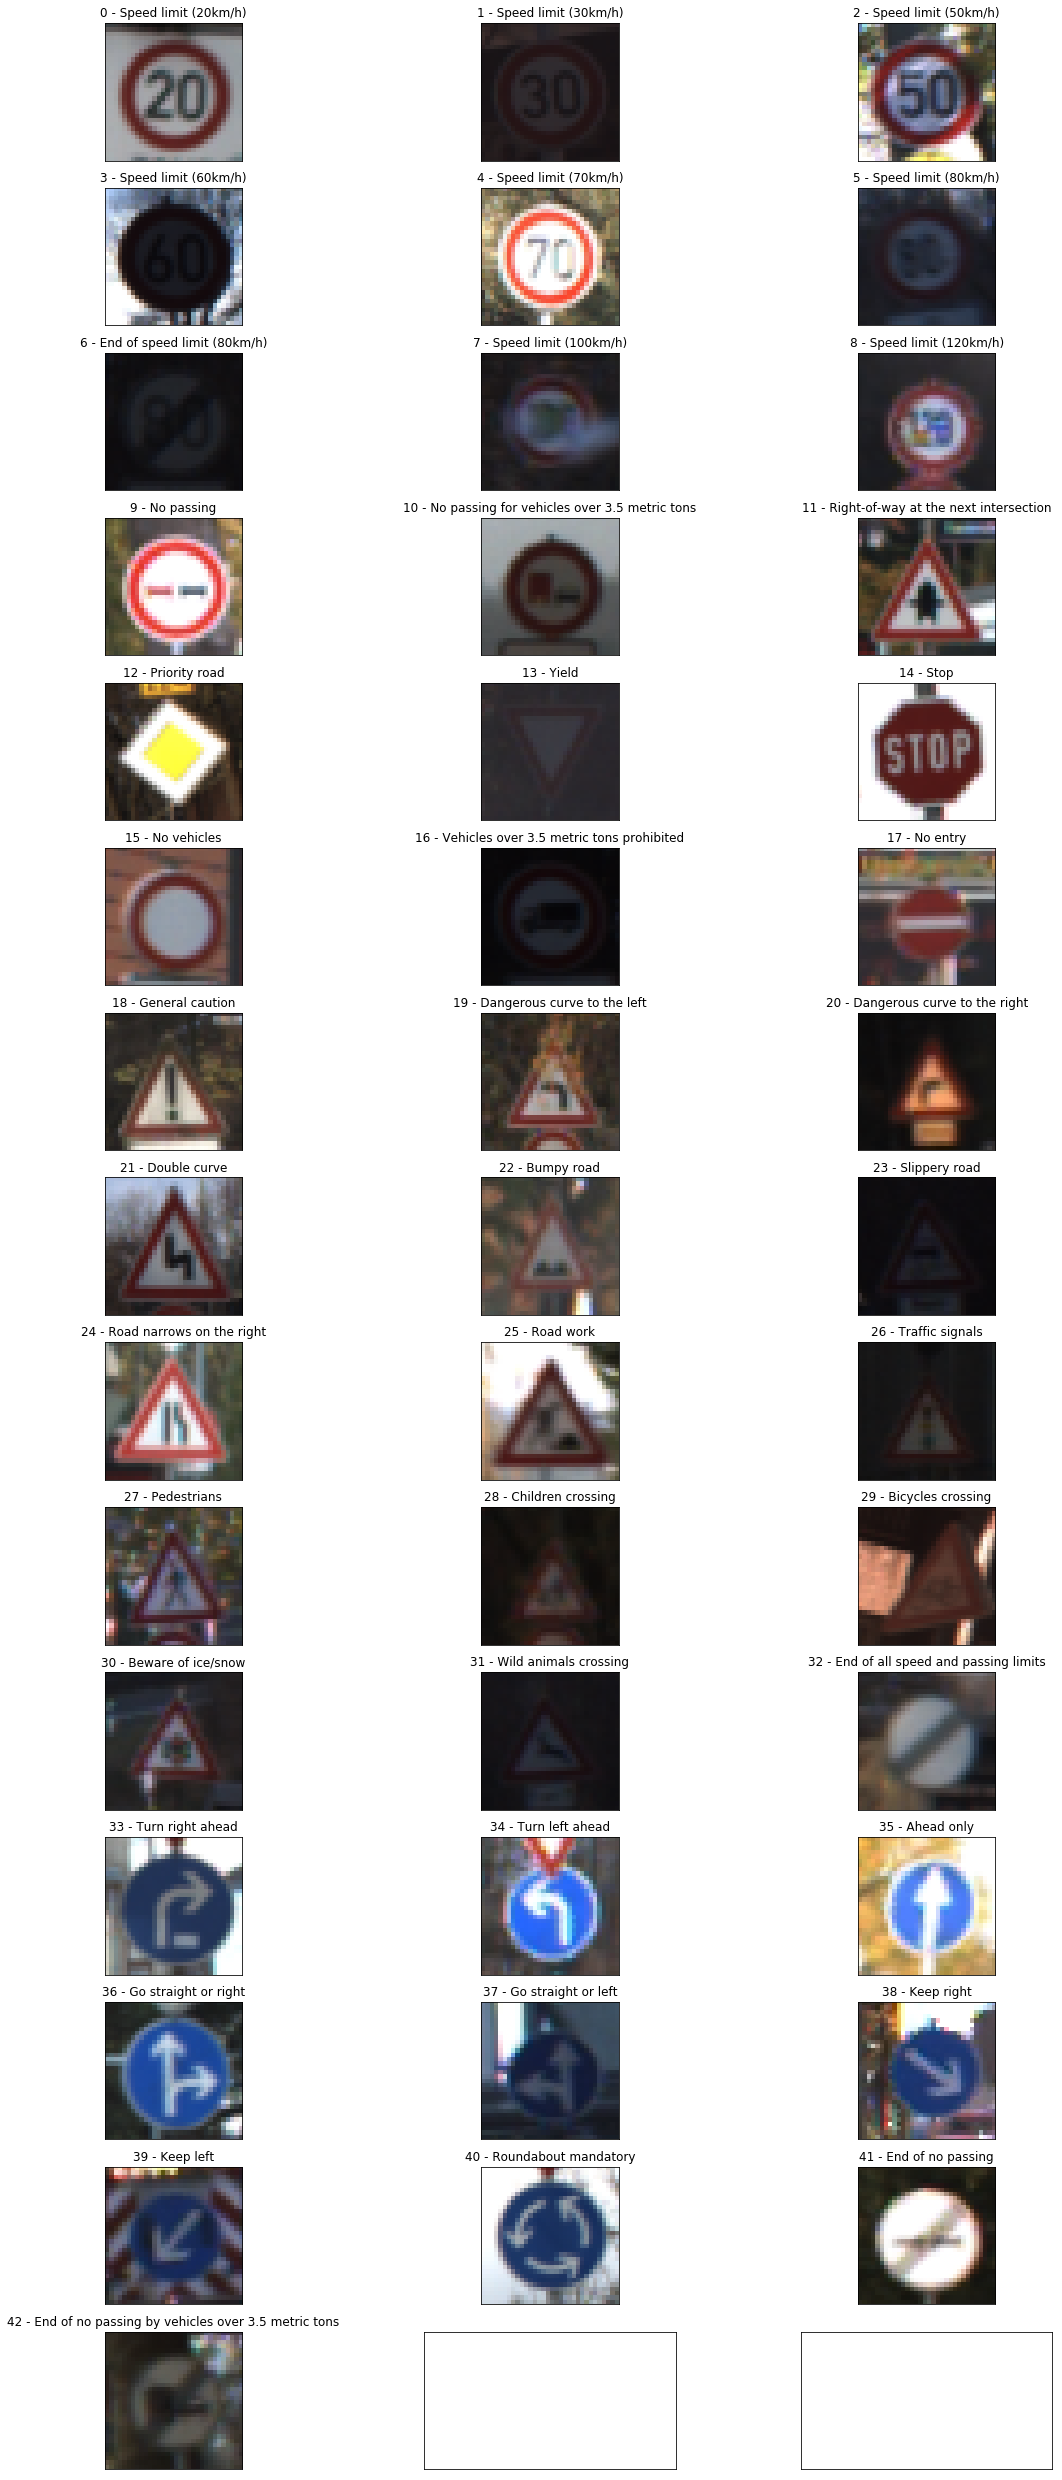 0 - Speed limit (20km/h)
1 - Speed limit (30km/h)
2 - Speed limit (50km/h)
20
30
50
3 - Speed limit (60km/h)
4 - Speed limit (70km/h)
5 - Speed limit (80km/h)
60
70
80
6 - End of speed limit (80km/h)
7 - Speed limit (100km/h)
8 - Speed limit (120km/h)
80
9 - No passing
10 - No passing for vehicles over 3.5 metric tons
11 - Right-of-way at the next intersection
12 - Priority road
13 - Yield
14 - Stop
STOP
15 - No vehicles
16 - Vehicles over 3.5 metric tons prohibited
17 - No entry
18 - General caution
19 - Dangerous curve to the left
20 - Dangerous curve to the right
21 - Double curve
22 - Bumpy road
23 - Slippery road
24 - Road narrows on the right
25 - Road work
26 - Traffic signals
27 - Pedestrians
28 - Children crossing
29 - Bicycles crossing
30 - Beware of ice/snow
31 - Wild animals crossing
32 - End of all speed and passing limits
33 - Turn right ahead
34 - Turn left ahead
35 - Ahead only
36 - Go straight or right
37 - Go straight or left
38 - Keep right
39 - Keep left
40 - Roundabout mandatory
41 - End of no passing
42 - End of no passing by vehicles over 3.5 metric tons